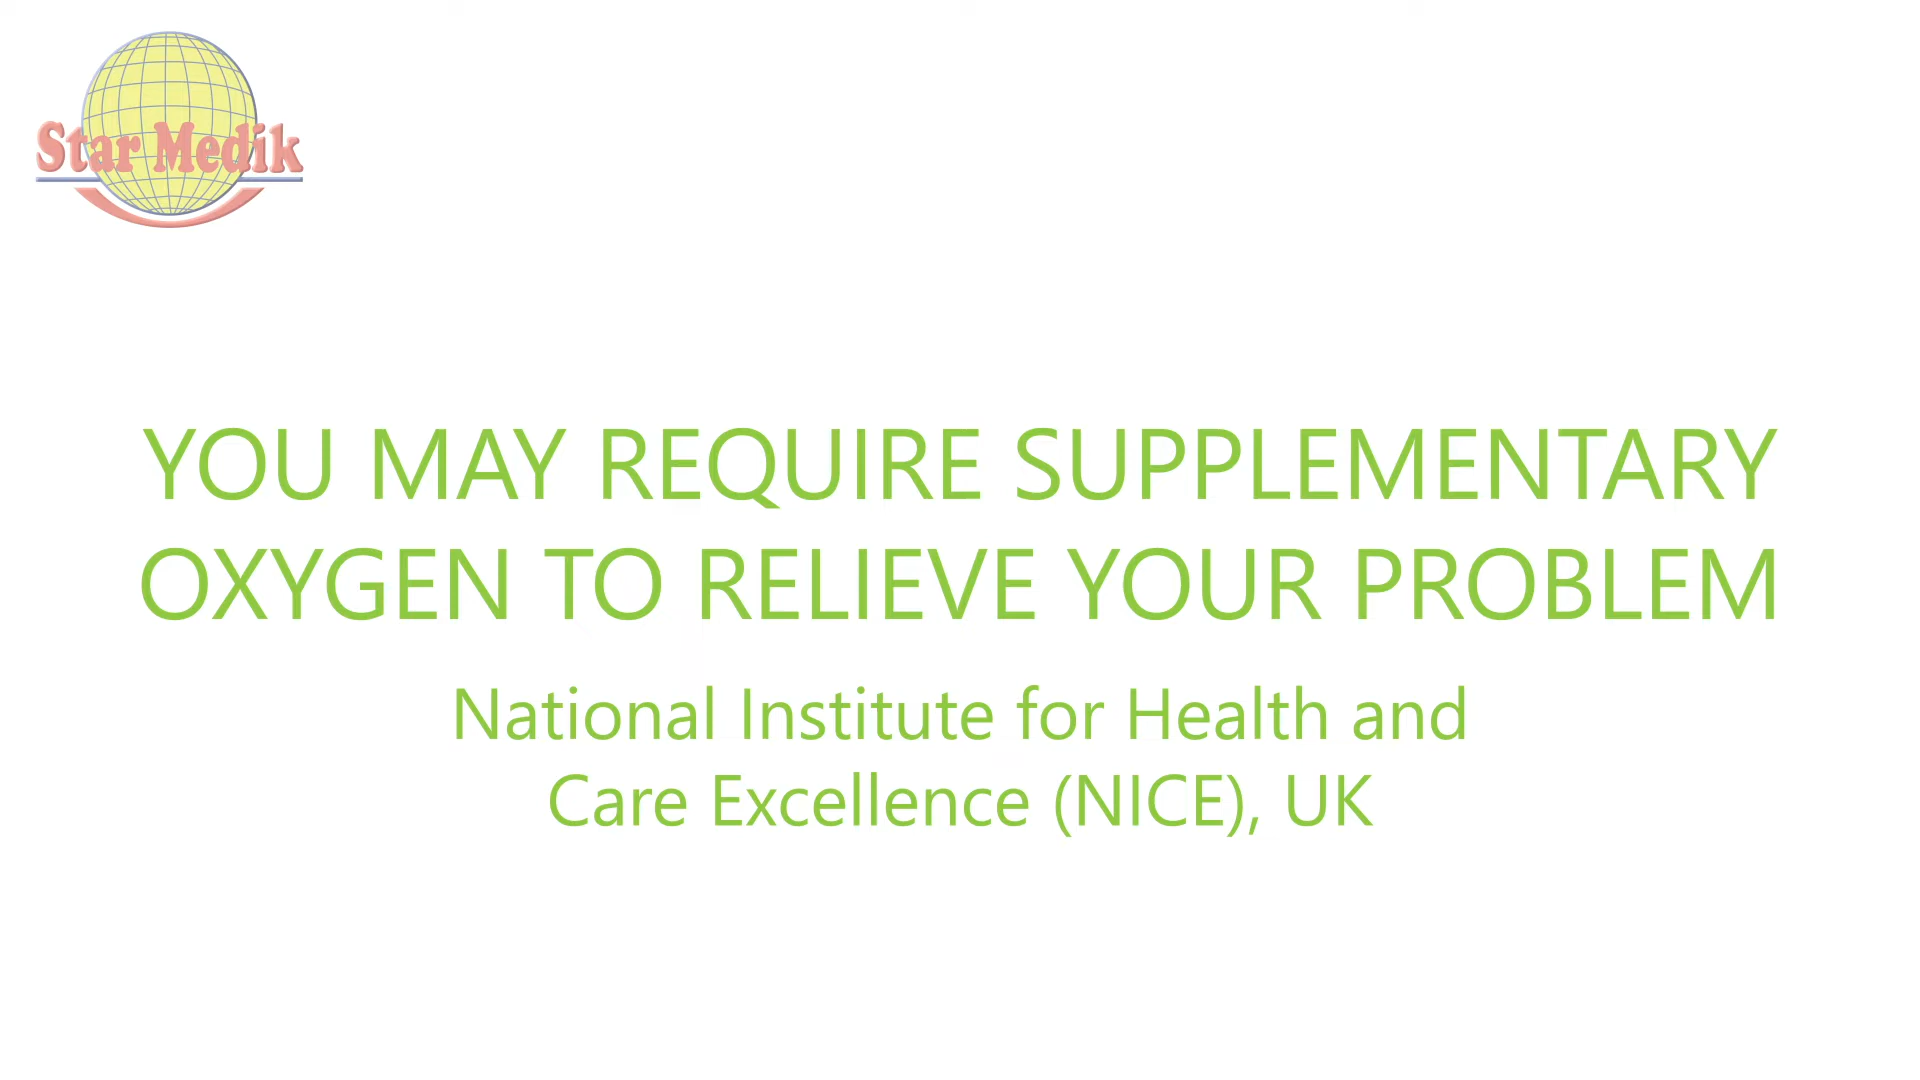 Star Medik
YOU MAY REQUIRE SUPPLEMENTARY
OXYGEN TO RELIEVE YOUR PROBLEM
National Institute for Health and
Care Excellence (NICE), UK